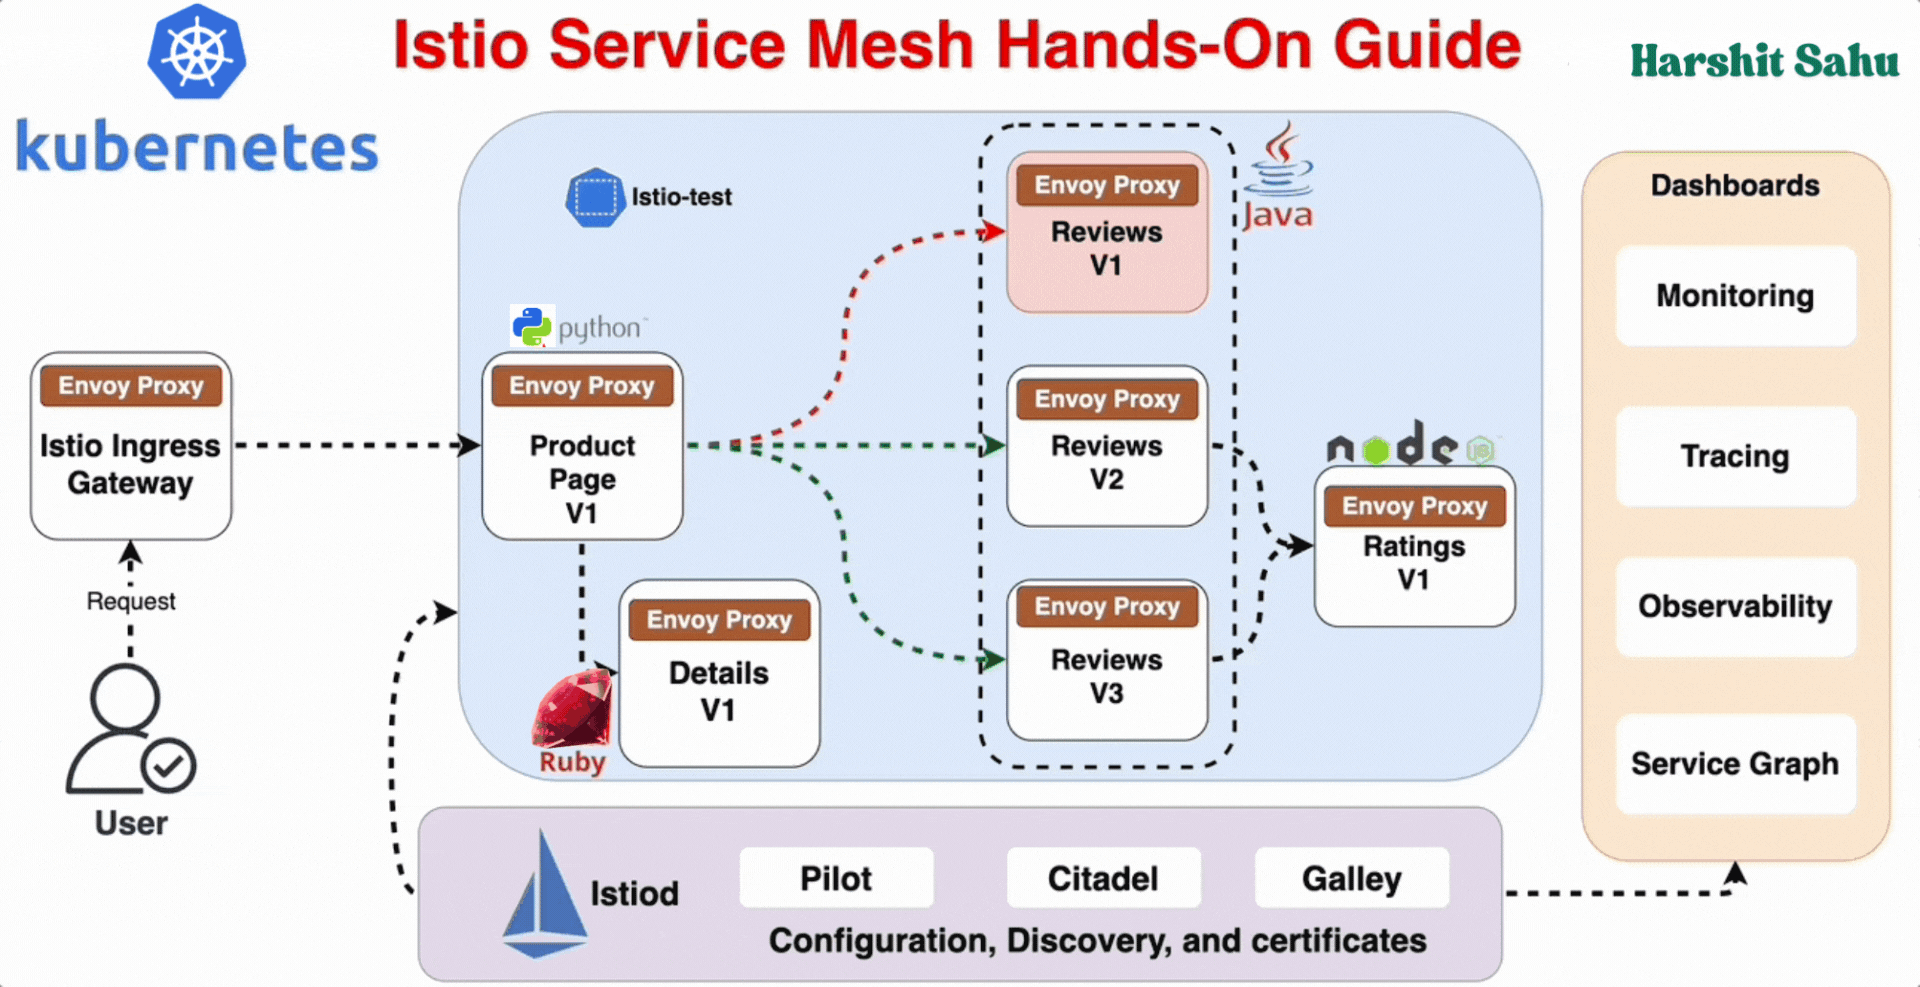 Istio Service Mesh Hands-On Guide
Harshit Sahu
kubernetes
Istio-test
Envoy Proxy
Reviews
V1
Java
Dashboards
Monitoring
Tracing
Observability
Service Graph
python
Envoy Proxy
Istio Ingress
Gateway
Request
User
Envoy Proxy
Product
Page
V1
Envoy Proxy
Reviews
V2
node
JS
Envoy Proxy
Ratings
V1
Envoy Proxy
Details
V1
Ruby
Envoy Proxy
Reviews
V3
Istiod
Pilot
Citadel
Galley
Configuration, Discovery, and certificates